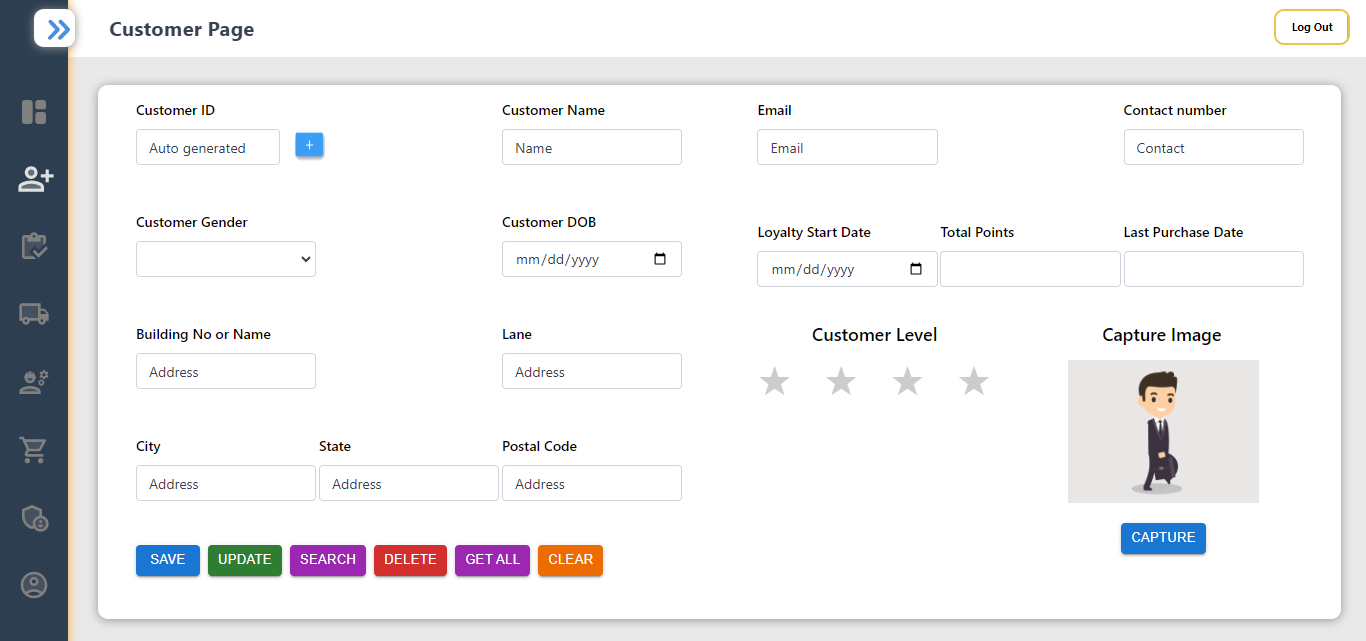 Customer Page
Log Out
Customer ID
Customer Name
Email
Contact number
Auto generated
+
Name
Email
Contact
Customer Gender
Customer DOB
Loyalty Start Date
Total Points
Last Purchase Date
mm/dd/yyyy
mm/dd/yyyy
Building No or Name
Lane
Customer Level
Capture Image
Address
Address
City
State
Postal Code
Address
Address
Address
SAVE
UPDATE
SEARCH
DELETE
GET ALL
CLEAR
CAPTURE